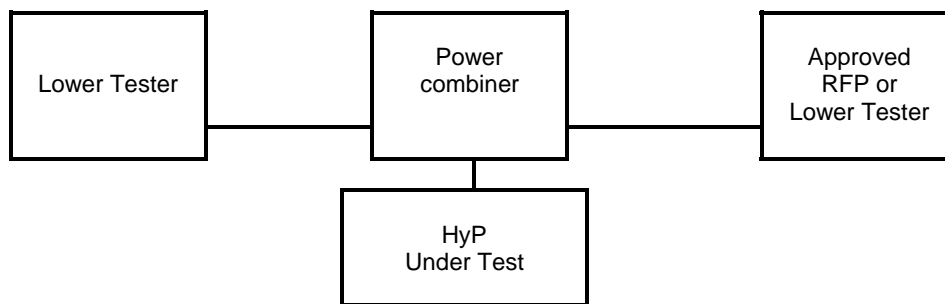 Lower Tester
Power
combiner
Approved
RFP or
Lower Tester
HyP
Under Test